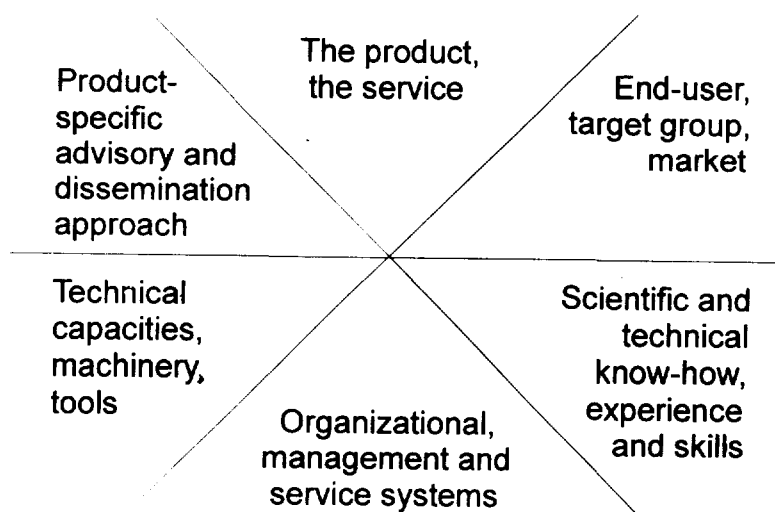 The product,
the service
Product-
specific
advisory and
dissemination
approach
End-user,
target group,
market
Technical
capacities,
machinery,
tools
Scientific and
technical
know-how,
experience
and skills
Organizational,
management and
service systems